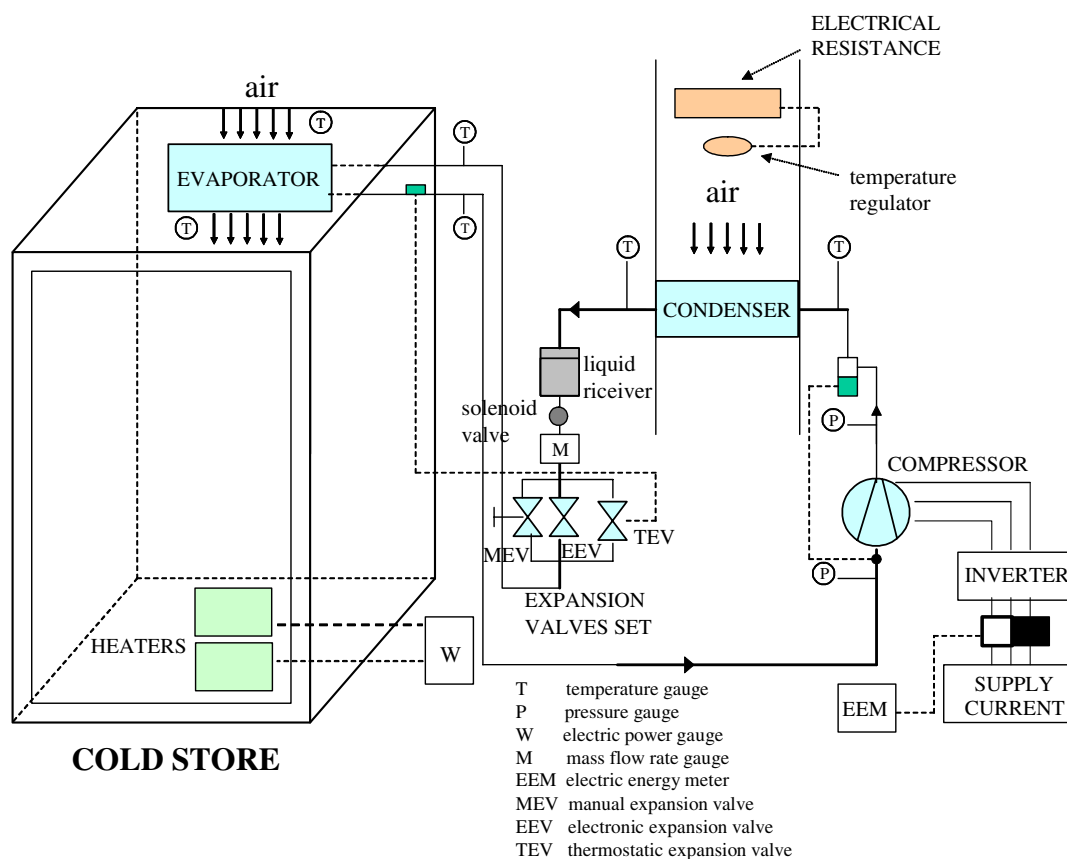 ELECTRICAL
RESISTANCE
air
T
T
EVAPORATOR
T
T
temperature
regulator
air
T
T
T
CONDENSER
liquid
riceiver
solenoid
valve
M
P
COMPRESSOR
MEV
EEV
TEV
P
INVERTER
EXPANSION
VALVES SET
HEATERS
W
SUPPLY
CURRENT
EEM
COLD STORE
T temperature gauge
P pressure gauge
W electric power gauge
M mass flow rate gauge
EEM electric energy meter
MEV manual expansion valve
EEV electronic expansion valve
TEV thermostatic expansion valve